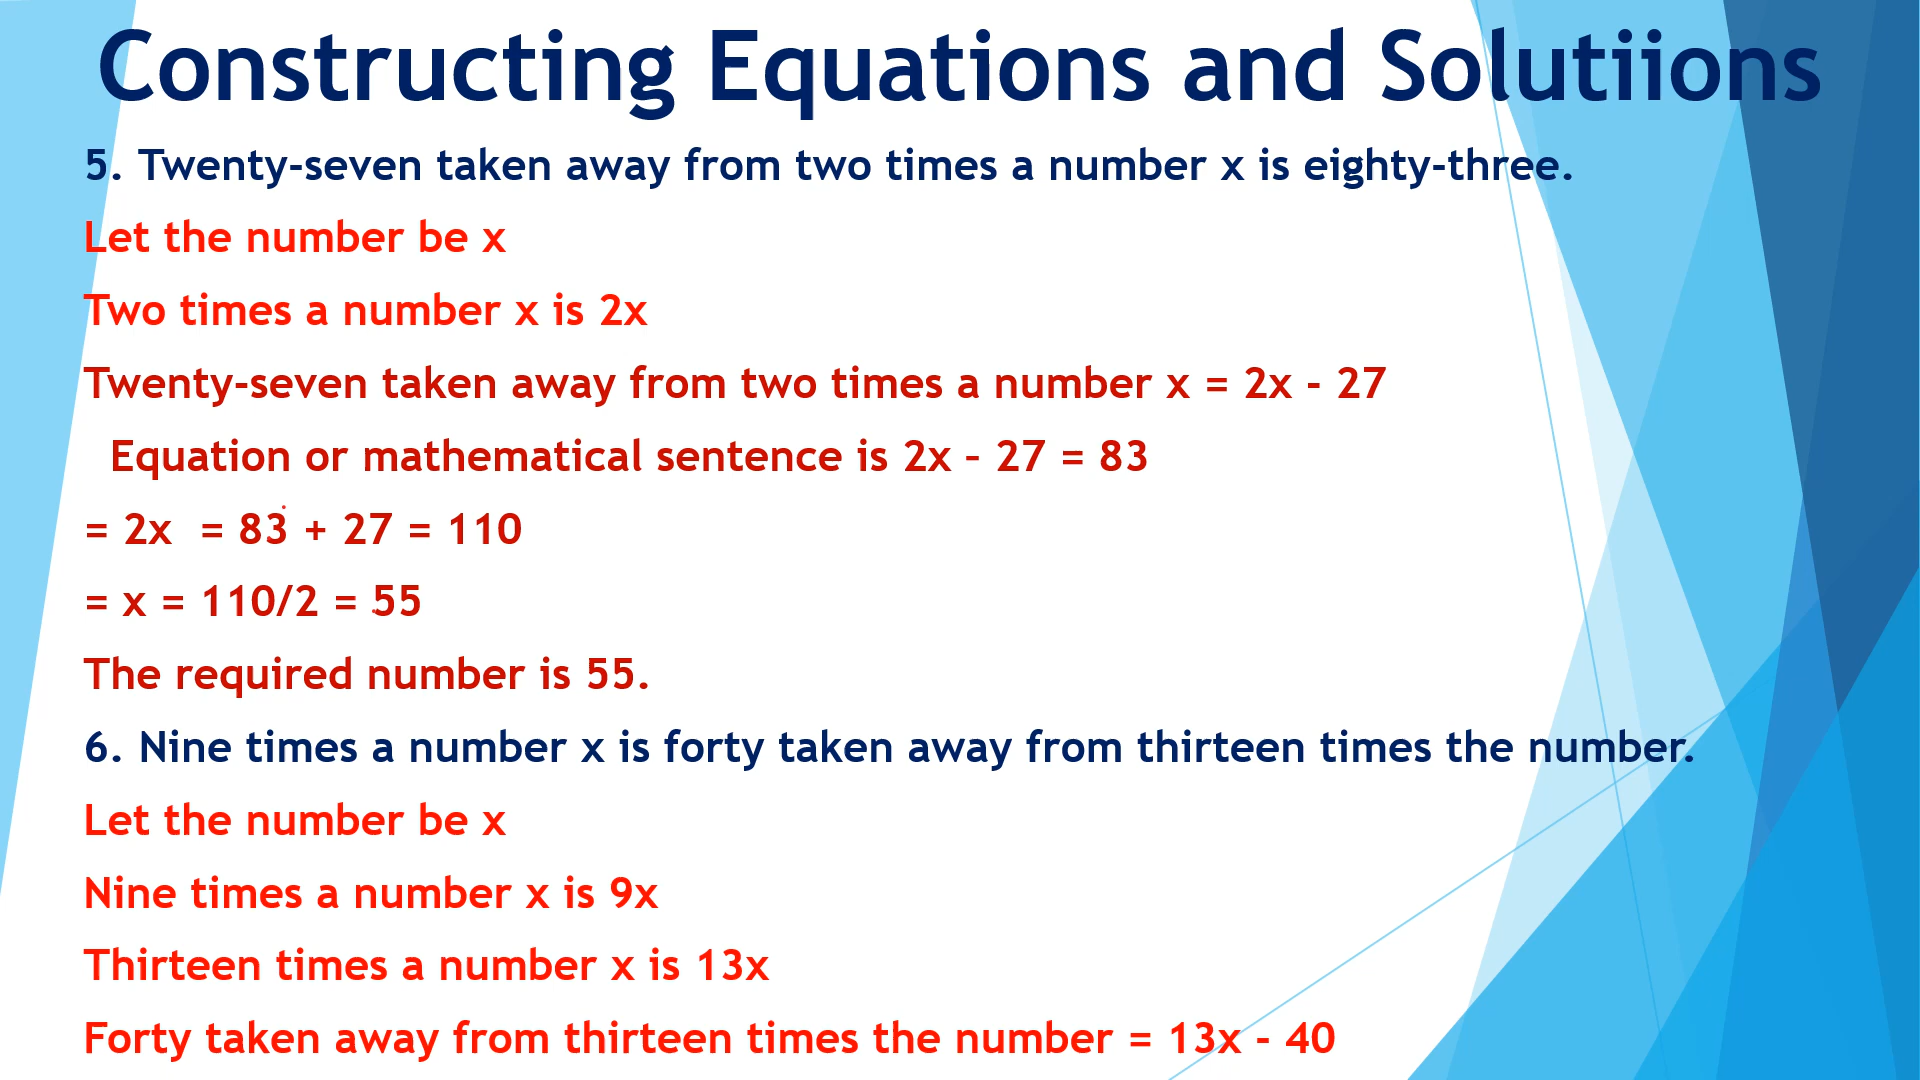 Constructing Equations and Solutiions
5. Twenty-seven taken away from two times a number x is eighty-three.
Let the number be x
Two times a number x is 2x
Twenty-seven taken away from two times a number x = 2x - 27
Equation or mathematical sentence is 2x – 27 = 83
= 2x = 83 + 27 = 110
= x = 110/2 = 55
The required number is 55.
6. Nine times a number x is forty taken away from thirteen times the number.
Let the number be x
Nine times a number x is 9x
Thirteen times a number x is 13x
Forty taken away from thirteen times the number = 13x - 40